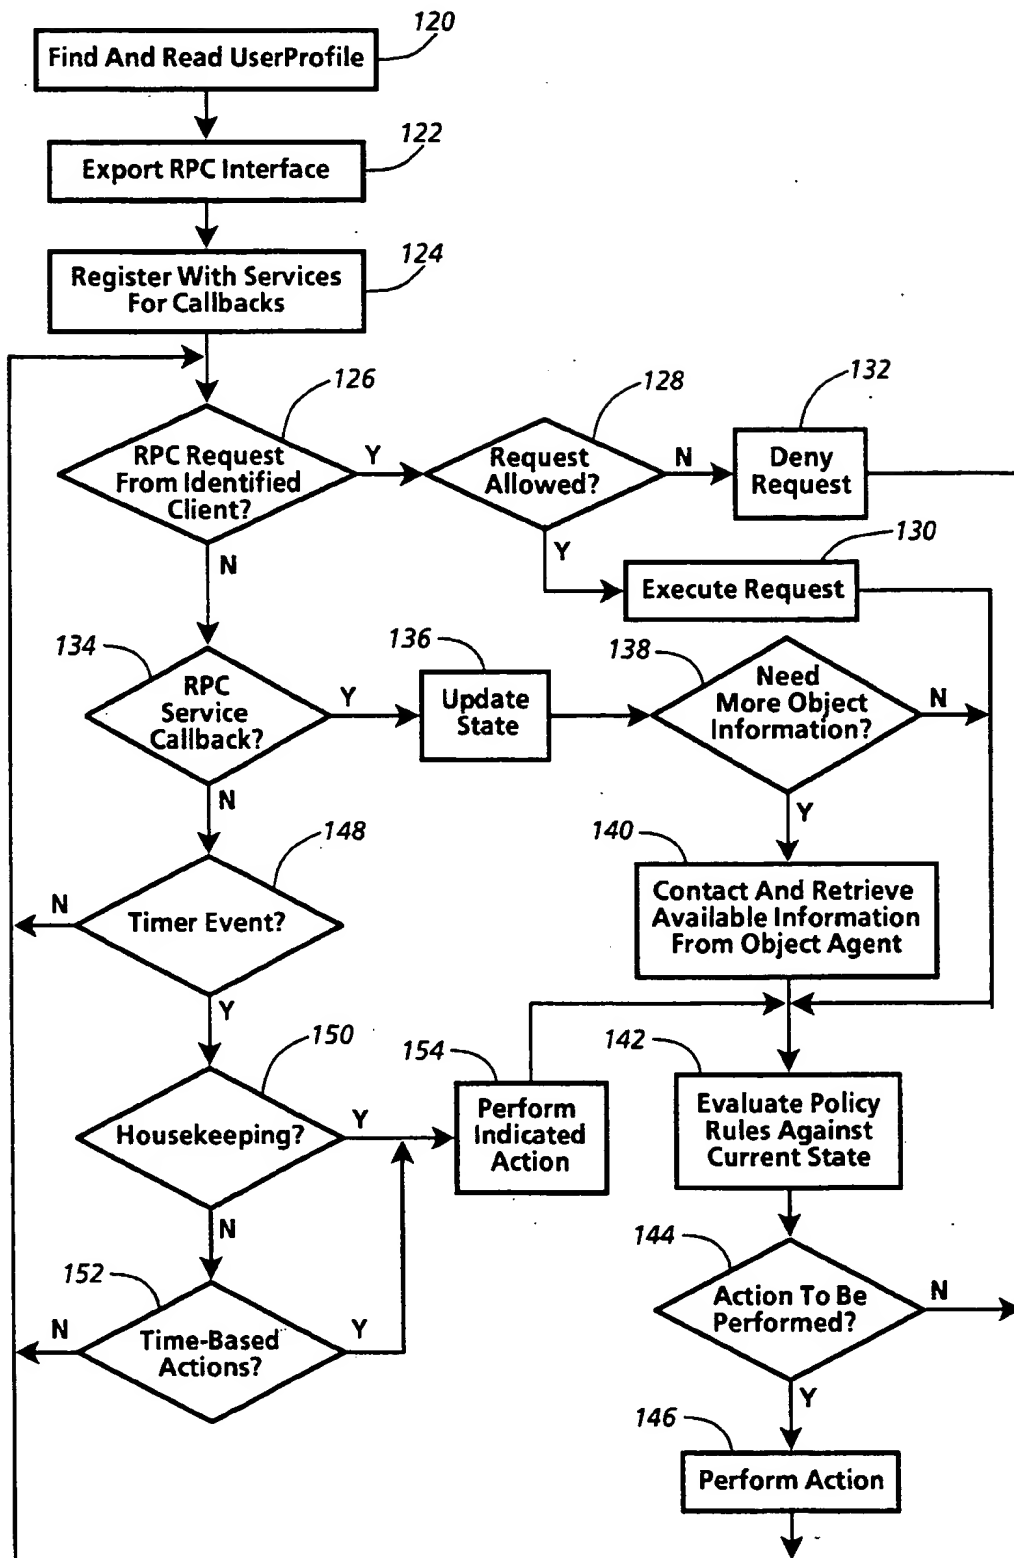 120
Find And Read UserProfile
122
Export RPC Interface
124
Register With Services
For Callbacks
126
RPC Request
From Identified
Client?
Y
N
128
Request
Allowed?
N
Y
132
Deny
Request
130
Execute Request
134
RPC
Service
Callback?
Y
N
136
Update
State
138
Need
More Object
Information?
N
Y
140
Contact And Retrieve
Available Information
From Object Agent
148
Timer Event?
N
Y
150
Housekeeping?
Y
N
154
Perform
Indicated
Action
142
Evaluate Policy
Rules Against
Current State
152
Time-Based
Actions?
N
Y
144
Action To Be
Performed?
N
Y
146
Perform Action